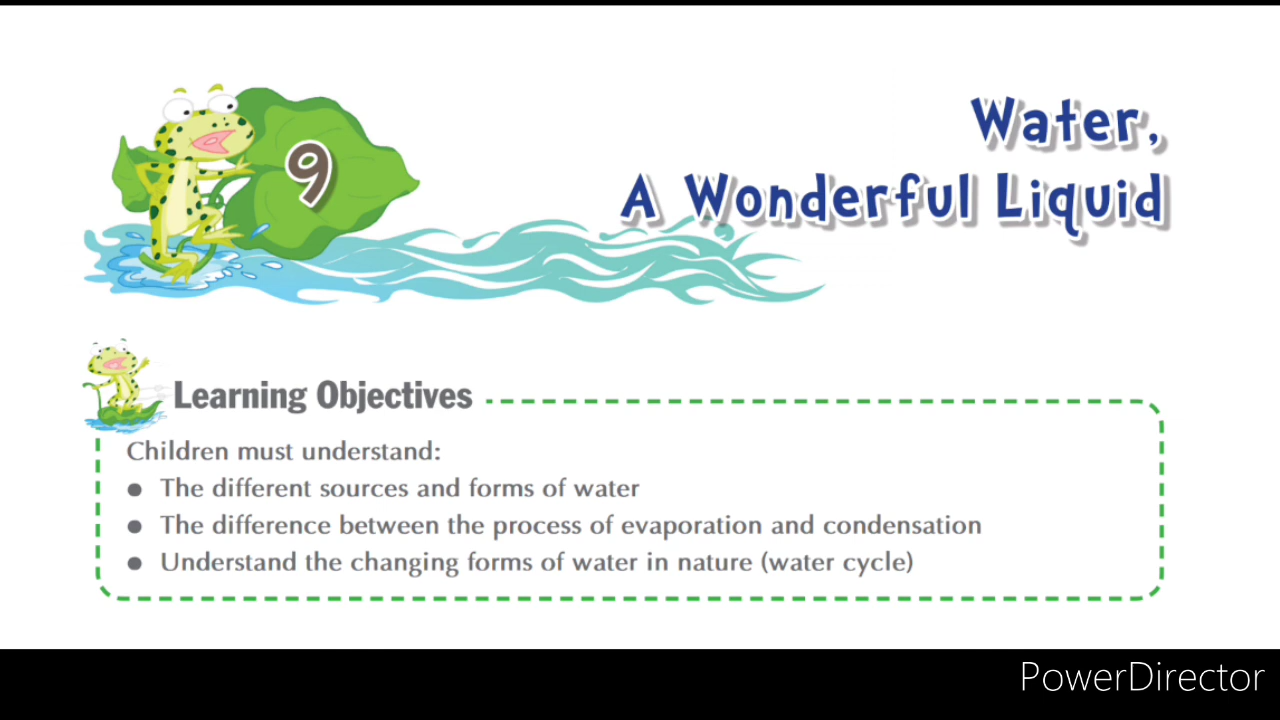 9
Water,
A Wonderful Liquid
Learning Objectives
Children must understand:
● The different sources and forms of water
● The difference between the process of evaporation and condensation
● Understand the changing forms of water in nature (water cycle)
PowerDirector